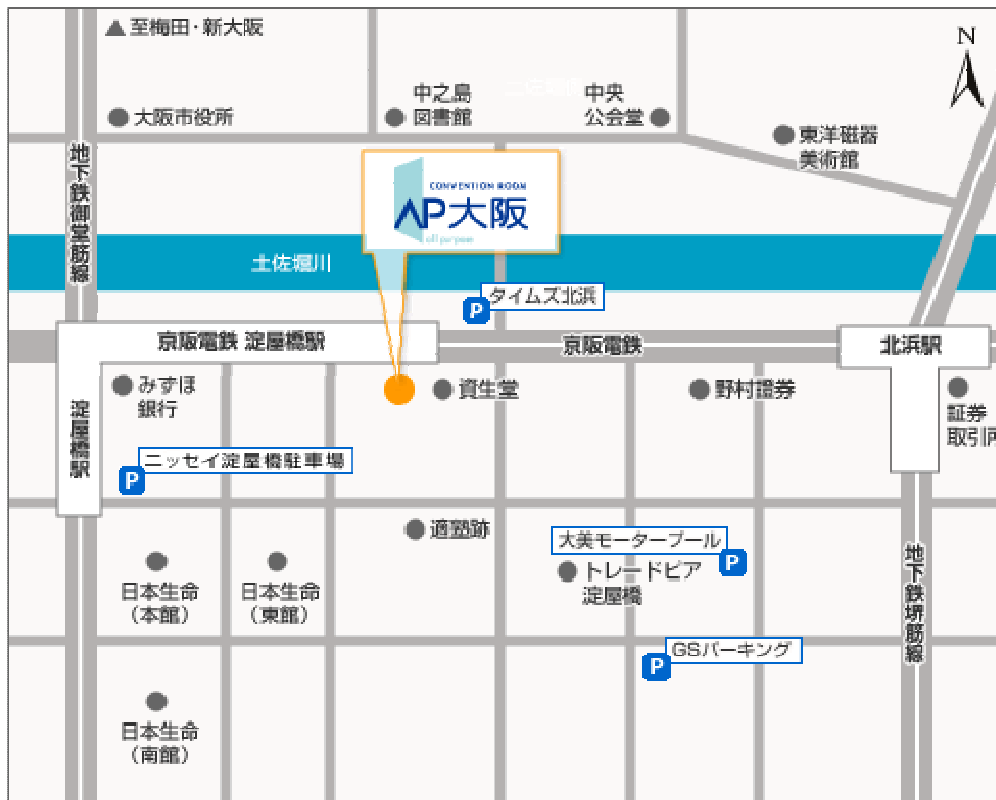 至梅田・新大阪
N
大阪市役所
中之島
図書館
中央
公会堂
東洋磁器
美術館
地下鉄御堂筋線
CONVENTION ROOM
AP大阪
all purpose
土佐堀川
P
タイムズ北浜
京阪電鉄 淀屋橋駅
京阪電鉄
北浜駅
みずほ
銀行
資生堂
野村證券
証券
取引所
淀屋橋駅
ニッセイ淀屋橋駐車場
P
適塾跡
大美モータープール
P
トレードピア
淀屋橋
日本生命
(本館)
日本生命
(東館)
地下鉄堺筋線
GSパーキング
P
日本生命
(南館)